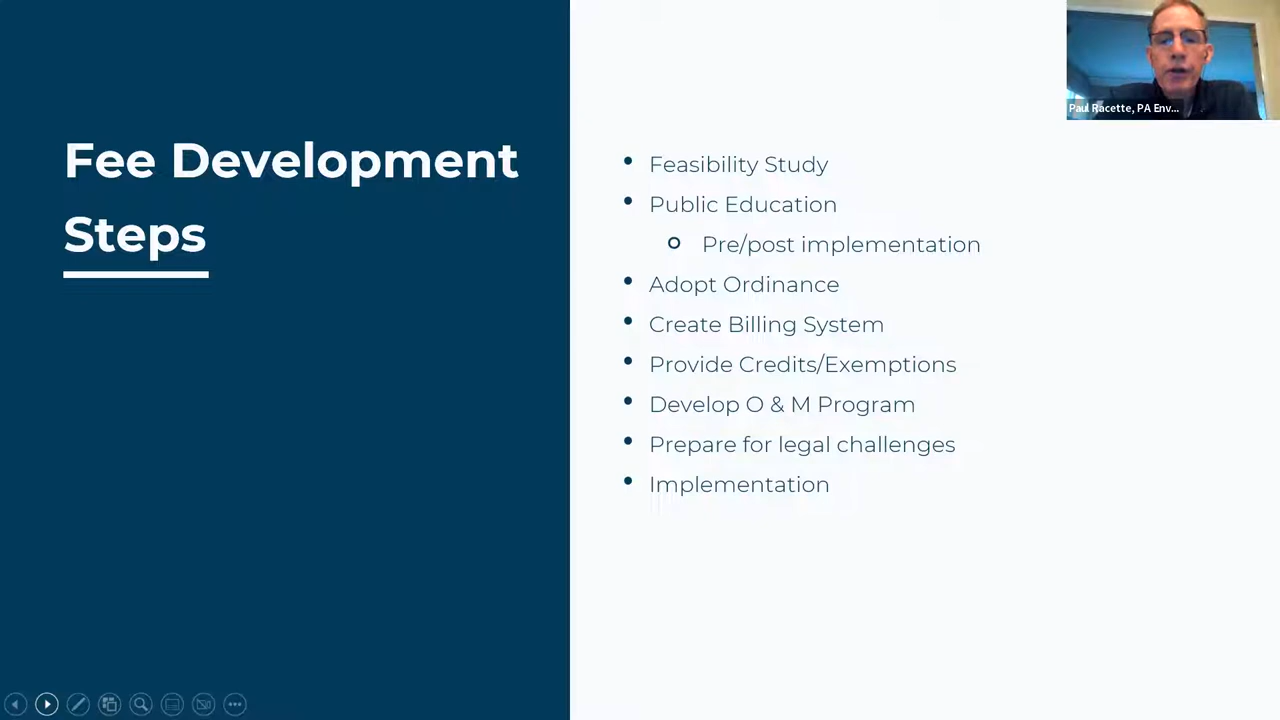 Fee Development
Steps
Paul Racette, PA Env...
• Feasibility Study
• Public Education
o Pre/post implementation
• Adopt Ordinance
• Create Billing System
• Provide Credits/Exemptions
• Develop O & M Program
• Prepare for legal challenges
• Implementation